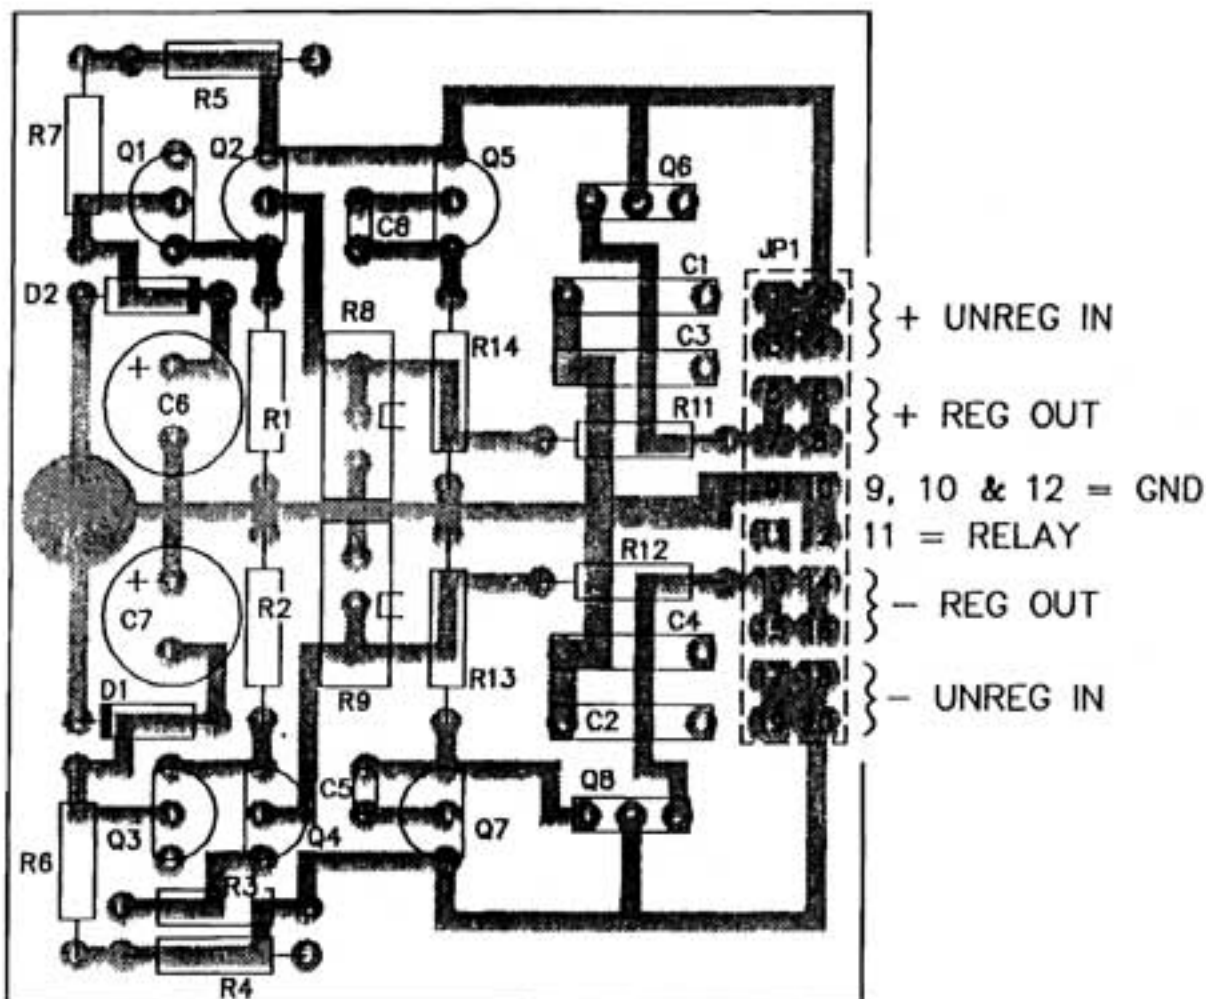 R5
R7
Q1
Q2
Q5
Q6
C8
JP1
D2
C1
+ UNREG IN
R8
C3
R14
+
C6
R1
R11
+ REG OUT
9, 10 & 12 = GND
11 = RELAY
R12
+
C7
R2
- REG OUT
C4
R9
R13
D1
C2
- UNREG IN
C5
Q8
Q3
Q4
Q7
R6
R3
R4